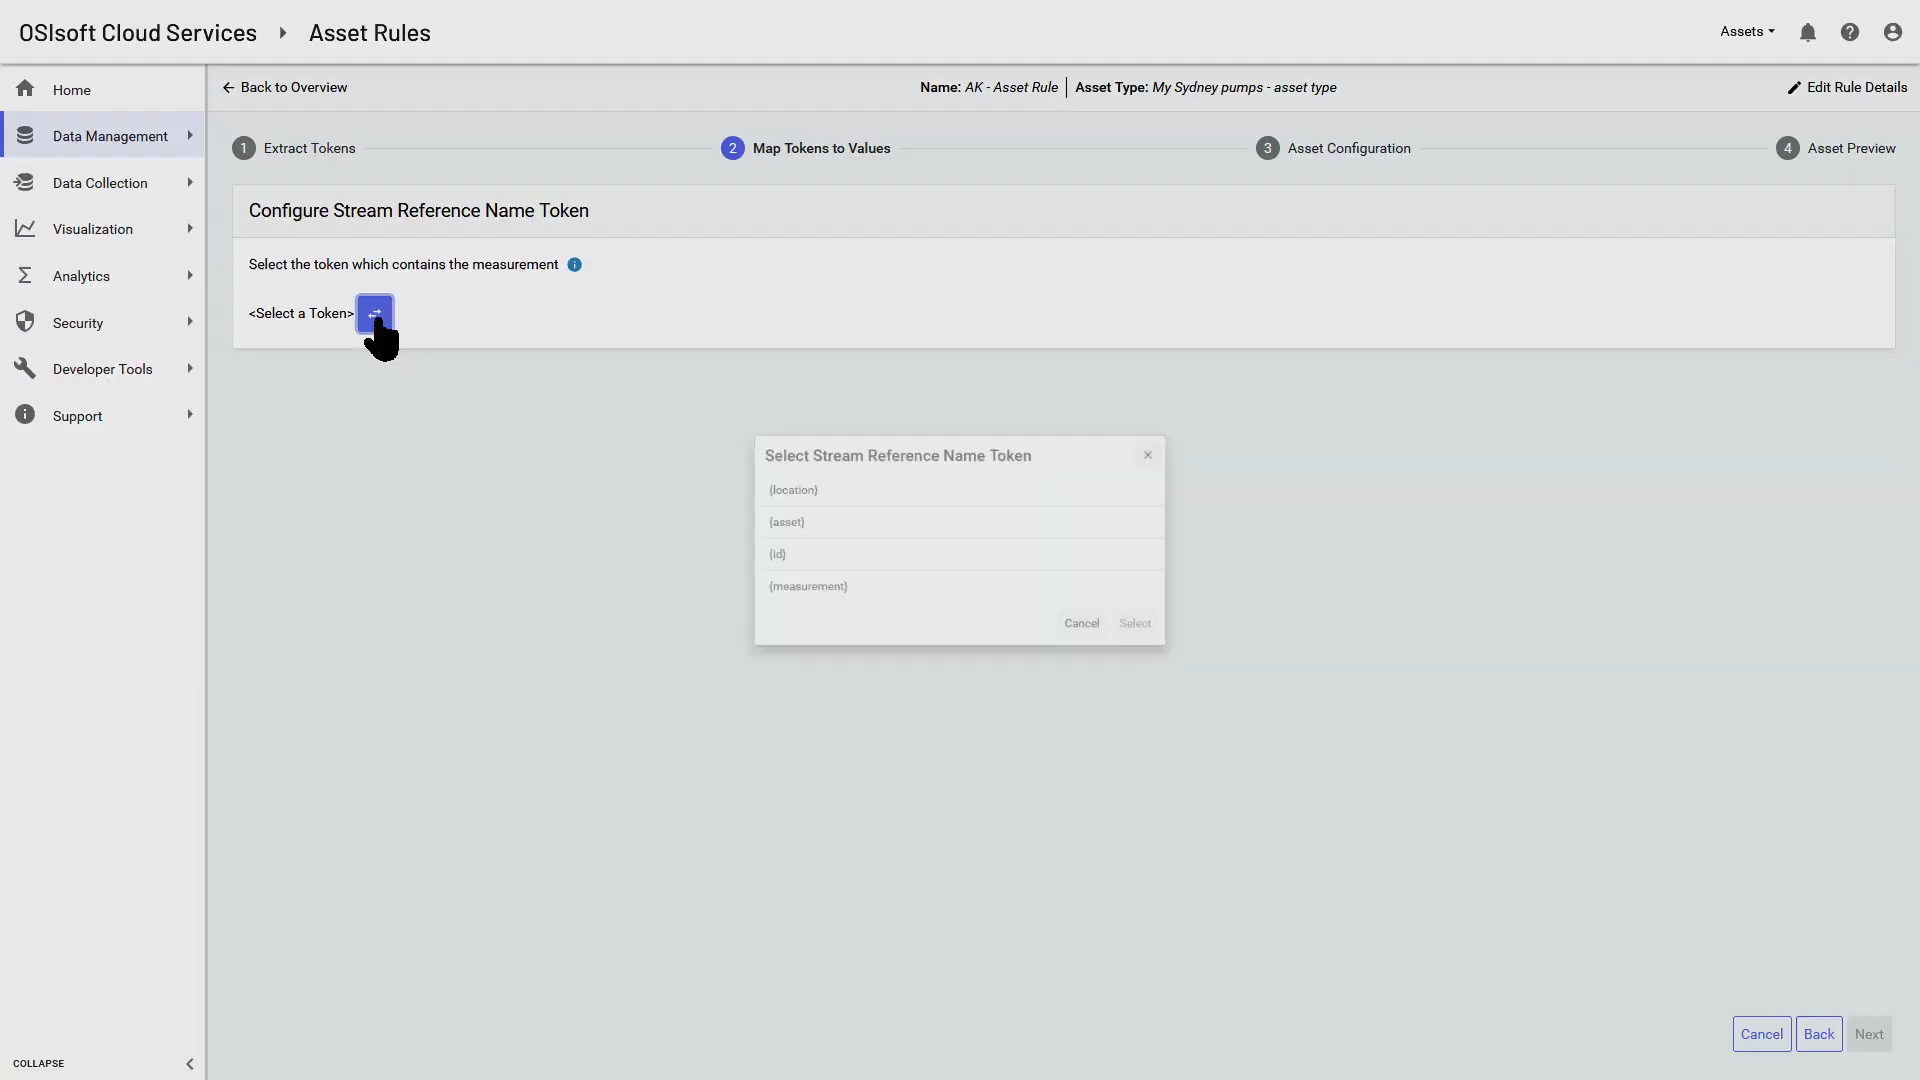 OSIsoft Cloud Services Asset Rules
Assets
Home
Data Management
Data Collection
Visualization
Analytics
Security
Developer Tools
Support
COLLAPSE
Back to Overview
Name: AK - Asset Rule Asset Type: My Sydney pumps - asset type
Edit Rule Details
1 Extract Tokens
2 Map Tokens to Values
3 Asset Configuration
4 Asset Preview
Configure Stream Reference Name Token
Select the token which contains the measurement
<Select a Token>
Select Stream Reference Name Token
{location}
{asset}
{id}
{measurement}
Cancel Select
Cancel Back Next